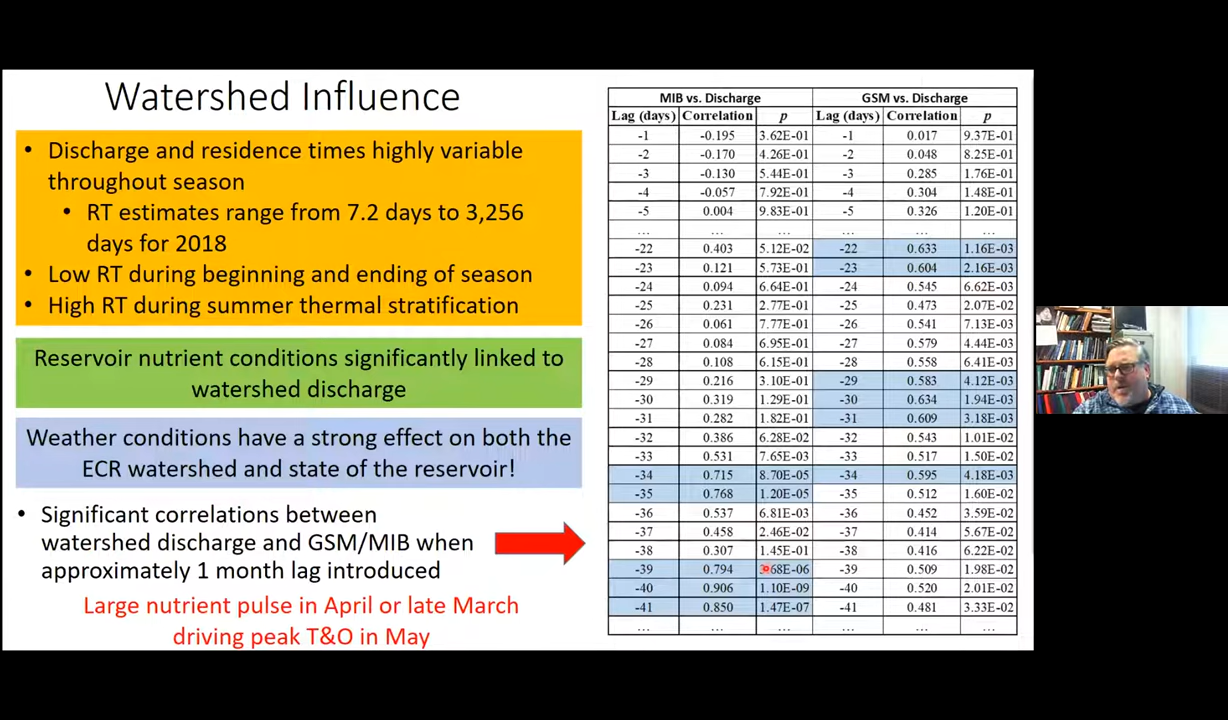 Watershed Influence
• Discharge and residence times highly variable
throughout season
• RT estimates range from 7.2 days to 3,256
days for 2018
• Low RT during beginning and ending of season
• High RT during summer thermal stratification
Reservoir nutrient conditions significantly linked to
watershed discharge
Weather conditions have a strong effect on both the
ECR watershed and state of the reservoir!
• Significant correlations between
watershed discharge and GSM/MIB when
approximately 1 month lag introduced
Large nutrient pulse in April or late March
driving peak T&O in May
MIB vs. Discharge GSM vs. Discharge
Lag (days) Correlation p Lag (days) Correlation p
-1 -0.195 3.62E-01 -1 0.017 9.37E-01
-2 -0.170 4.26E-01 -2 0.048 8.25E-01
-3 -0.130 5.44E-01 -3 0.285 1.76E-01
-4 -0.057 7.92E-01 -4 0.304 1.48E-01
-5 0.004 9.83E-01 -5 0.326 1.20E-01
... ... ... ... ... ...
-22 0.403 5.12E-02 -22 0.633 1.16E-03
-23 0.121 5.73E-01 -23 0.604 2.16E-03
-24 0.094 6.64E-01 -24 0.545 6.62E-03
-25 0.231 2.77E-01 -25 0.473 2.07E-02
-26 0.061 7.77E-01 -26 0.541 7.13E-03
-27 0.084 6.95E-01 -27 0.579 4.44E-03
-28 0.108 6.15E-01 -28 0.558 6.41E-03
-29 0.216 3.10E-01 -29 0.583 4.12E-03
-30 0.319 1.29E-01 -30 0.634 1.94E-03
-31 0.282 1.82E-01 -31 0.609 3.18E-03
-32 0.386 6.28E-02 -32 0.543 1.01E-02
-33 0.531 7.65E-03 -33 0.517 1.50E-02
-34 0.715 8.70E-05 -34 0.595 4.18E-03
-35 0.768 1.20E-05 -35 0.512 1.60E-02
-36 0.537 6.81E-03 -36 0.452 3.59E-02
-37 0.458 2.46E-02 -37 0.414 5.67E-02
-38 0.307 1.45E-01 -38 0.416 6.22E-02
-39 0.794 -39 0.509 1.98E-02
-40 0.906 1.10E-09 -40 0.520 2.01E-02
-41 0.850 1.47E-07 -41 0.481 3.33E-02
... ... ... ... ... ...